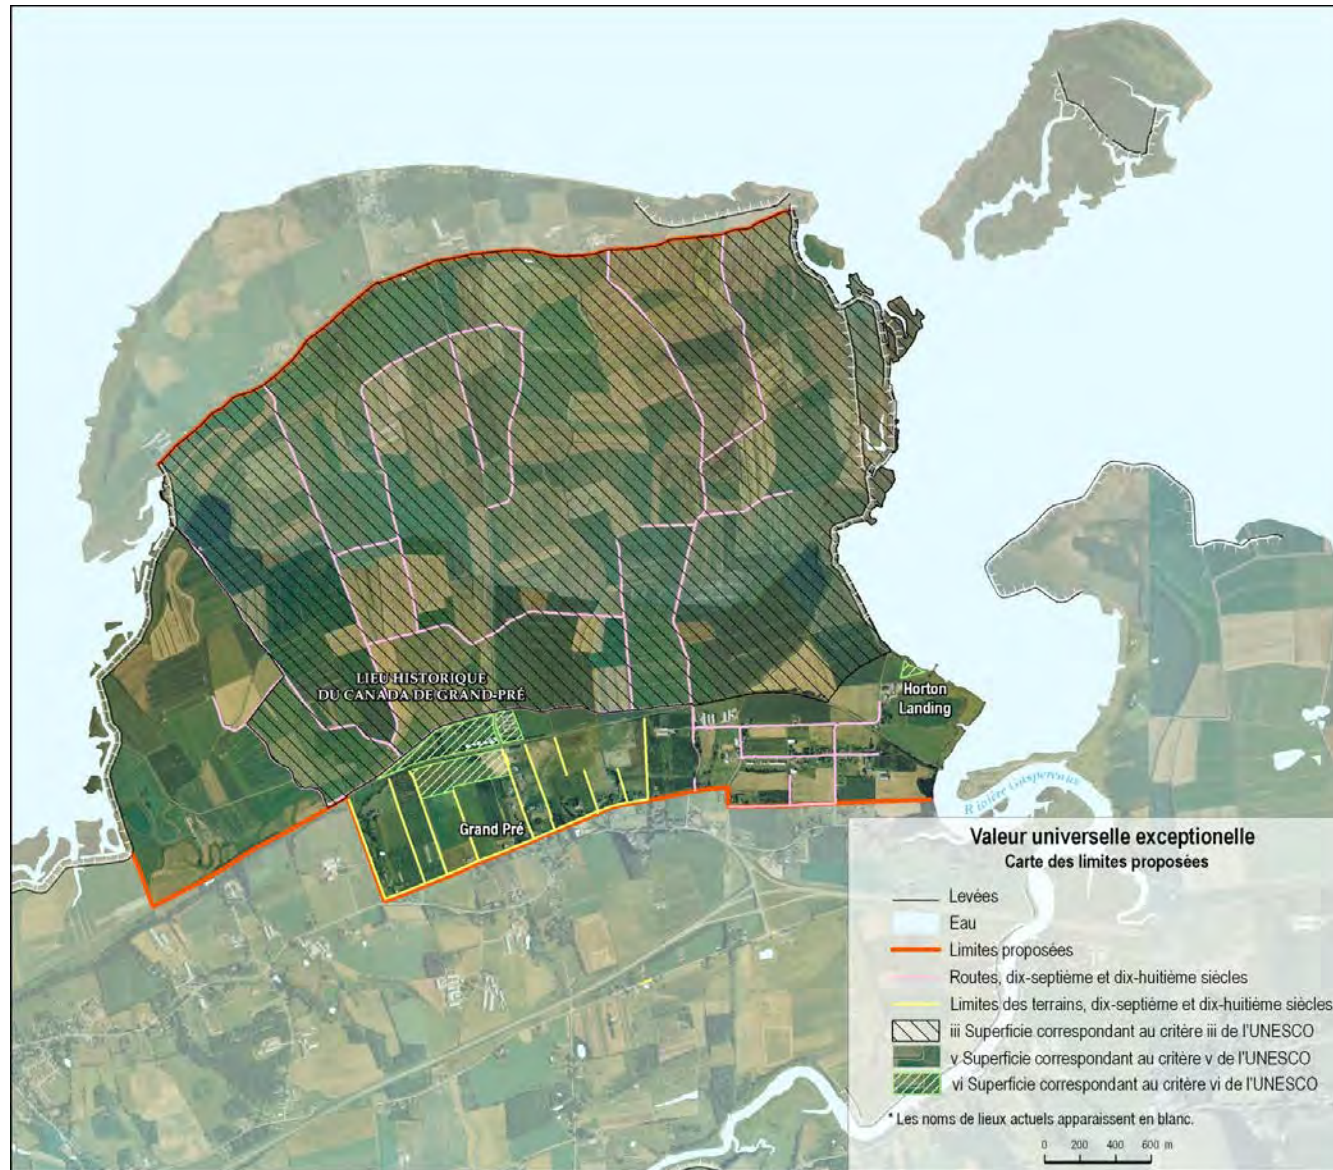 LIEU HISTORIQUE
DU CANADA DE GRAND-PRÉ
Horton
Landing
Grand Pré
Rivière Gaspereaux
Valeur universelle exceptionelle
Carte des limites proposées
Levées
Eau
Limites proposées
Routes, dix-septième et dix-huitième siècles
Limites des terrains, dix-septième et dix-huitième siècles
iii Superficie correspondant au critère iii de l'UNESCO
v Superficie correspondant au critère v de l'UNESCO
vi Superficie correspondant au critère vi de l'UNESCO
* Les noms de lieux actuels apparaissent en blanc.
0 200 400 600 m